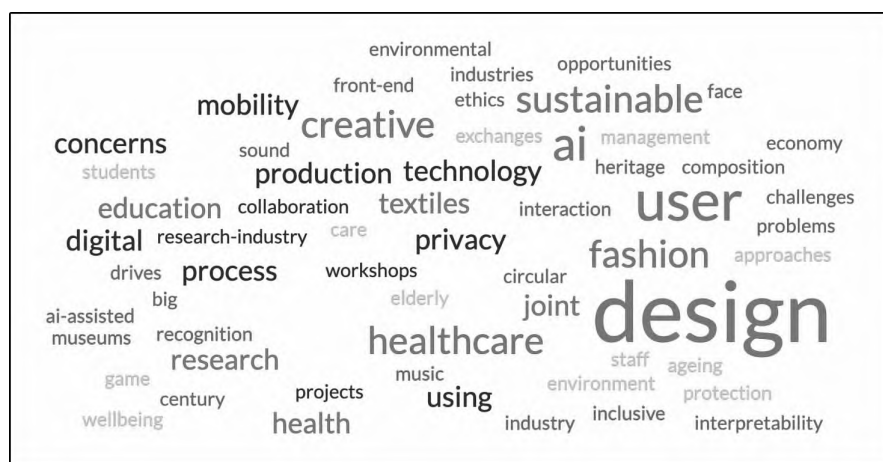 environmental
opportunities
industries
front-end
face
ethics
sustainable
mobility
creative
exchanges
ai
management
concerns
economy
sound
heritage
composition
students
production
technology
challenges
user
education
collaboration
textiles
interaction
problems
digital
research-industry
care
privacy
fashion
approaches
drives
process
workshops
circular
big
elderly
joint
design
ai-assisted
museums
recognition
healthcare
research
staff
ageing
game
music
environment
protection
century
projects
using
wellbeing
health
industry
inclusive
interpretability